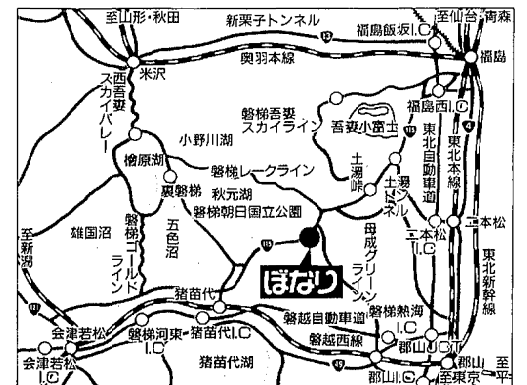 至山形・秋田
新栗子トンネル
福島飯坂I.C
至仙台
青森
13
奥羽本線
米沢
福島
西吾妻スカイバレー
磐梯吾妻スカイライン
吾妻小富士
福島西I.C
115
4
小野川湖
檜原湖
磐梯レークライン
土湯峠
土湯トンネル
東北自動車道
東北本線
裏磐梯
秋元湖
磐梯朝日国立公園
五色沼
雄国沼
至新潟
磐梯ゴールドライン
115
ぼなり
母成グリーンライン
二本松I.C
二本松
東北新幹線
猪苗代
磐越自動車道
磐梯熱海I.C
会津若松
会津若松I.C
磐梯河東I.C
猪苗代I.C
磐越西線
猪苗代湖
49
郡山JCT
郡山
郡山I.C
至東京
至平